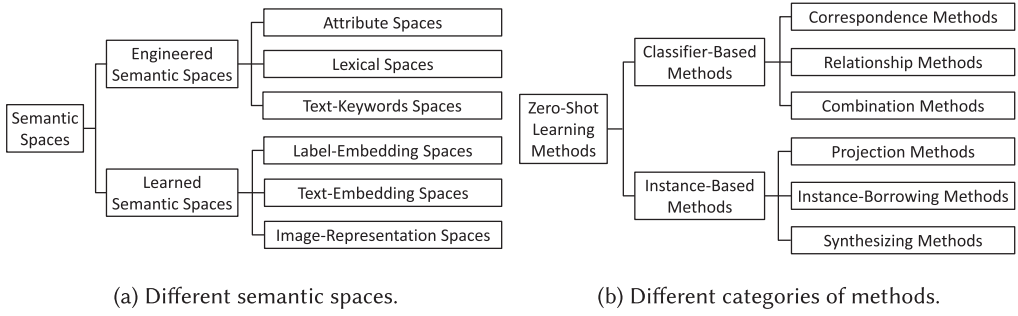 Semantic
Spaces
Engineered
Semantic Spaces
Attribute Spaces
Lexical Spaces
Text-Keywords Spaces
Learned
Semantic Spaces
Label-Embedding Spaces
Text-Embedding Spaces
Image-Representation Spaces
(a) Different semantic spaces.
Zero-Shot
Learning
Methods
Classifier-Based
Methods
Correspondence Methods
Relationship Methods
Combination Methods
Instance-Based
Methods
Projection Methods
Instance-Borrowing Methods
Synthesizing Methods
(b) Different categories of methods.